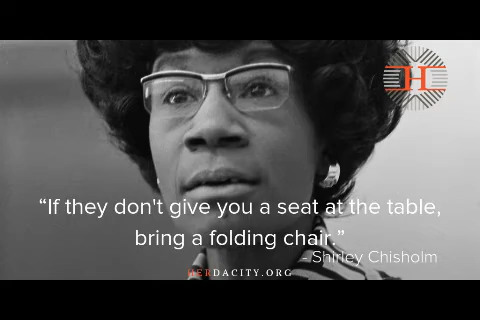 H
“If they don't give you a seat at the table,
bring a folding chair.”
- Shirley Chisholm
HERDACITY.ORG